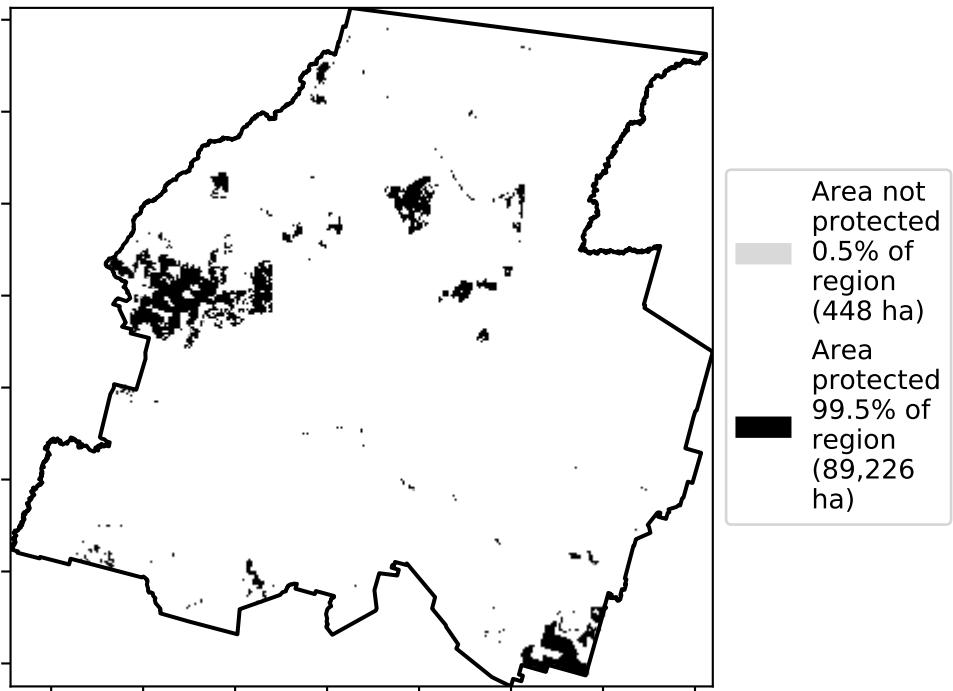 Area not
protected
0.5% of
region
(448 ha)
Area
protected
99.5% of
region
(89,226
ha)